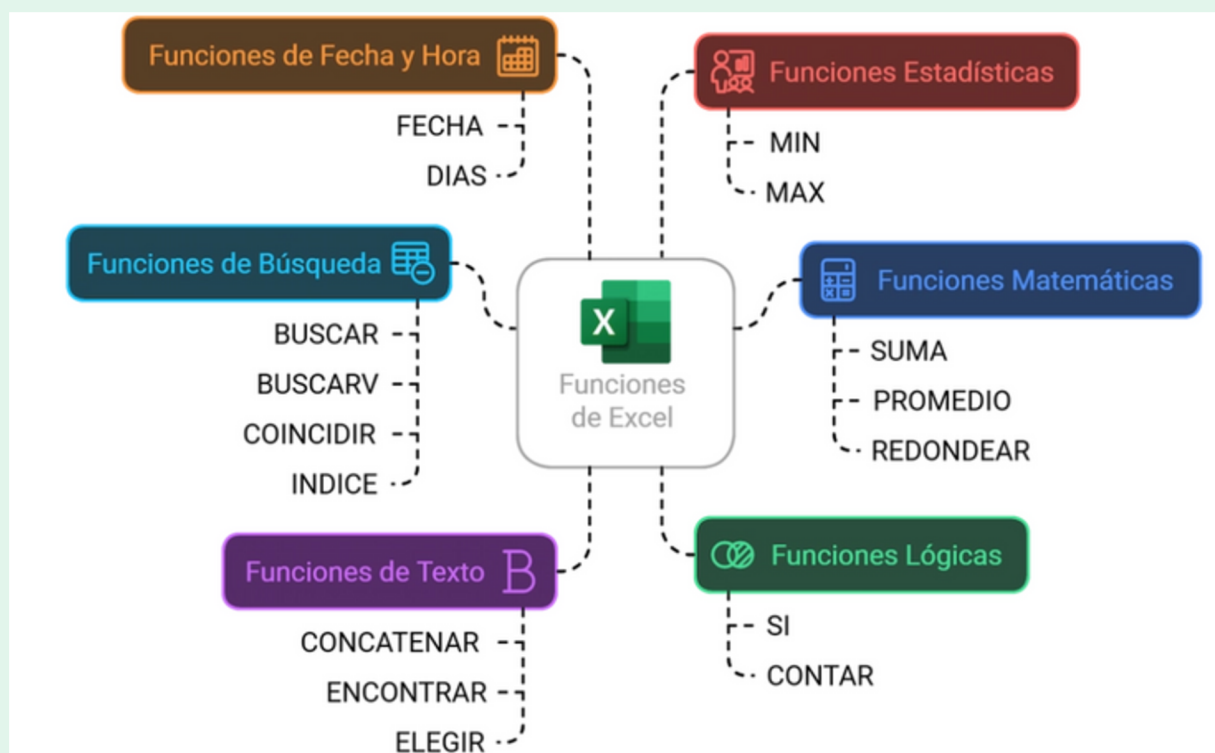 Funciones de Fecha y Hora
FECHA
DIAS
Funciones Estadísticas
MIN
MAX
Funciones de Búsqueda
BUSCAR
BUSCARV
COINCIDIR
INDICE
X
Funciones
de Excel
Funciones Matemáticas
SUMA
PROMEDIO
REDONDEAR
Funciones de Texto B
CONCATENAR
ENCONTRAR
ELEGIR
Funciones Lógicas
SI
CONTAR